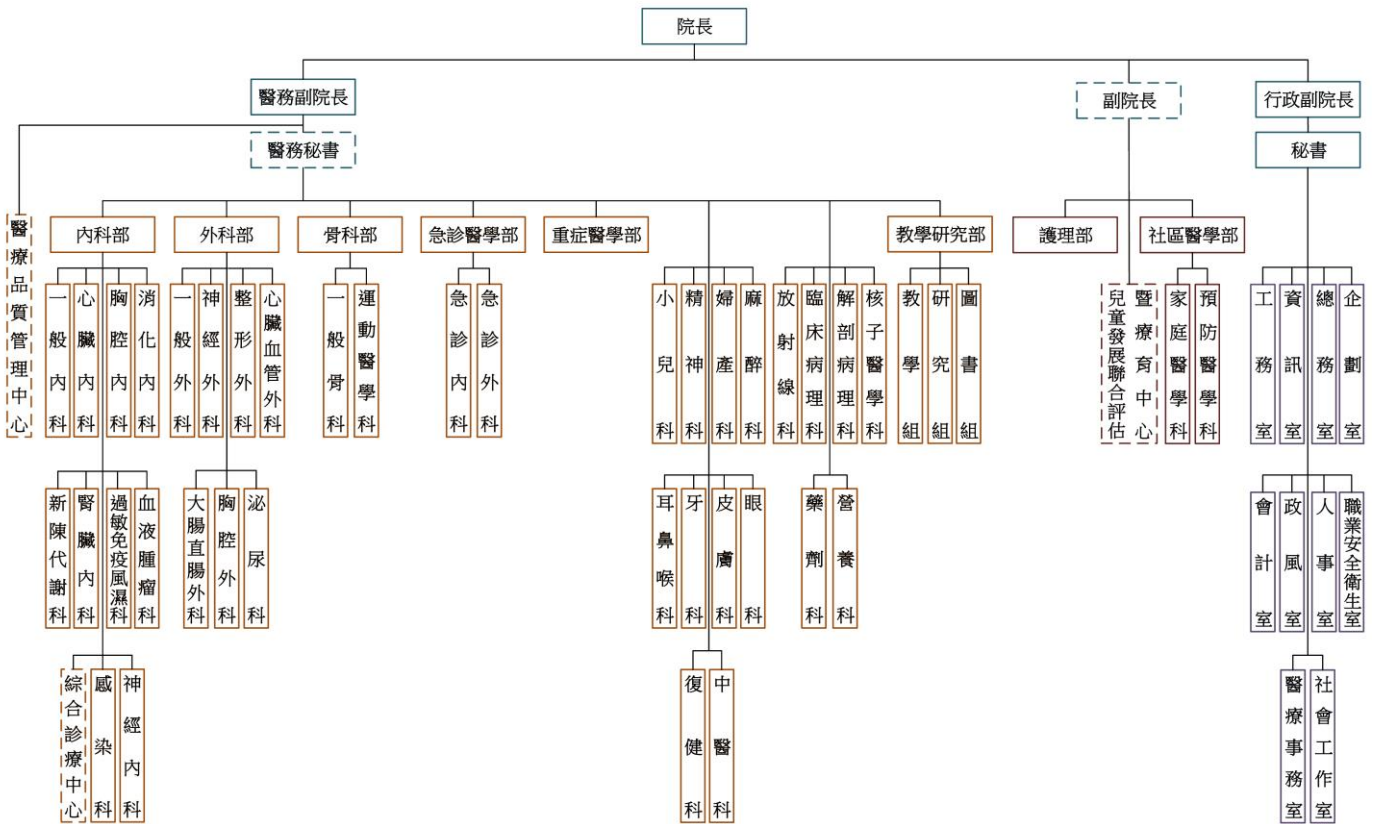 院長
醫務副院長
副院長
行政副院長
醫務秘書
秘書
醫療品質管理中心
內科部
外科部
骨科部
急診醫學部
重症醫學部
教學研究部
護理部
社區醫學部
一般內科
心臟內科
胸腔內科
消化內科
一般外科
神經外科
整形外科
心臟血管外科
一般骨科
運動醫學科
急診內科
急診外科
小兒科
精神科
婦產科
麻醉科
放射線科
臨床病理科
解剖病理科
核子醫學科
教學組
研究組
圖書組
兒童發展聯合評估
暨療育中心
家庭醫學科
預防醫學科
工務室
資訊室
總務室
企劃室
新陳代謝科
腎臟內科
過敏免疫風濕科
血液腫瘤科
大腸直腸外科
胸腔外科
泌尿科
耳鼻喉科
牙科
皮膚科
眼科
藥劑科
營養科
會計室
政風室
人事室
職業安全衛生室
綜合診療中心
感染科
神經內科
復健科
中醫科
醫療事務室
社會工作室